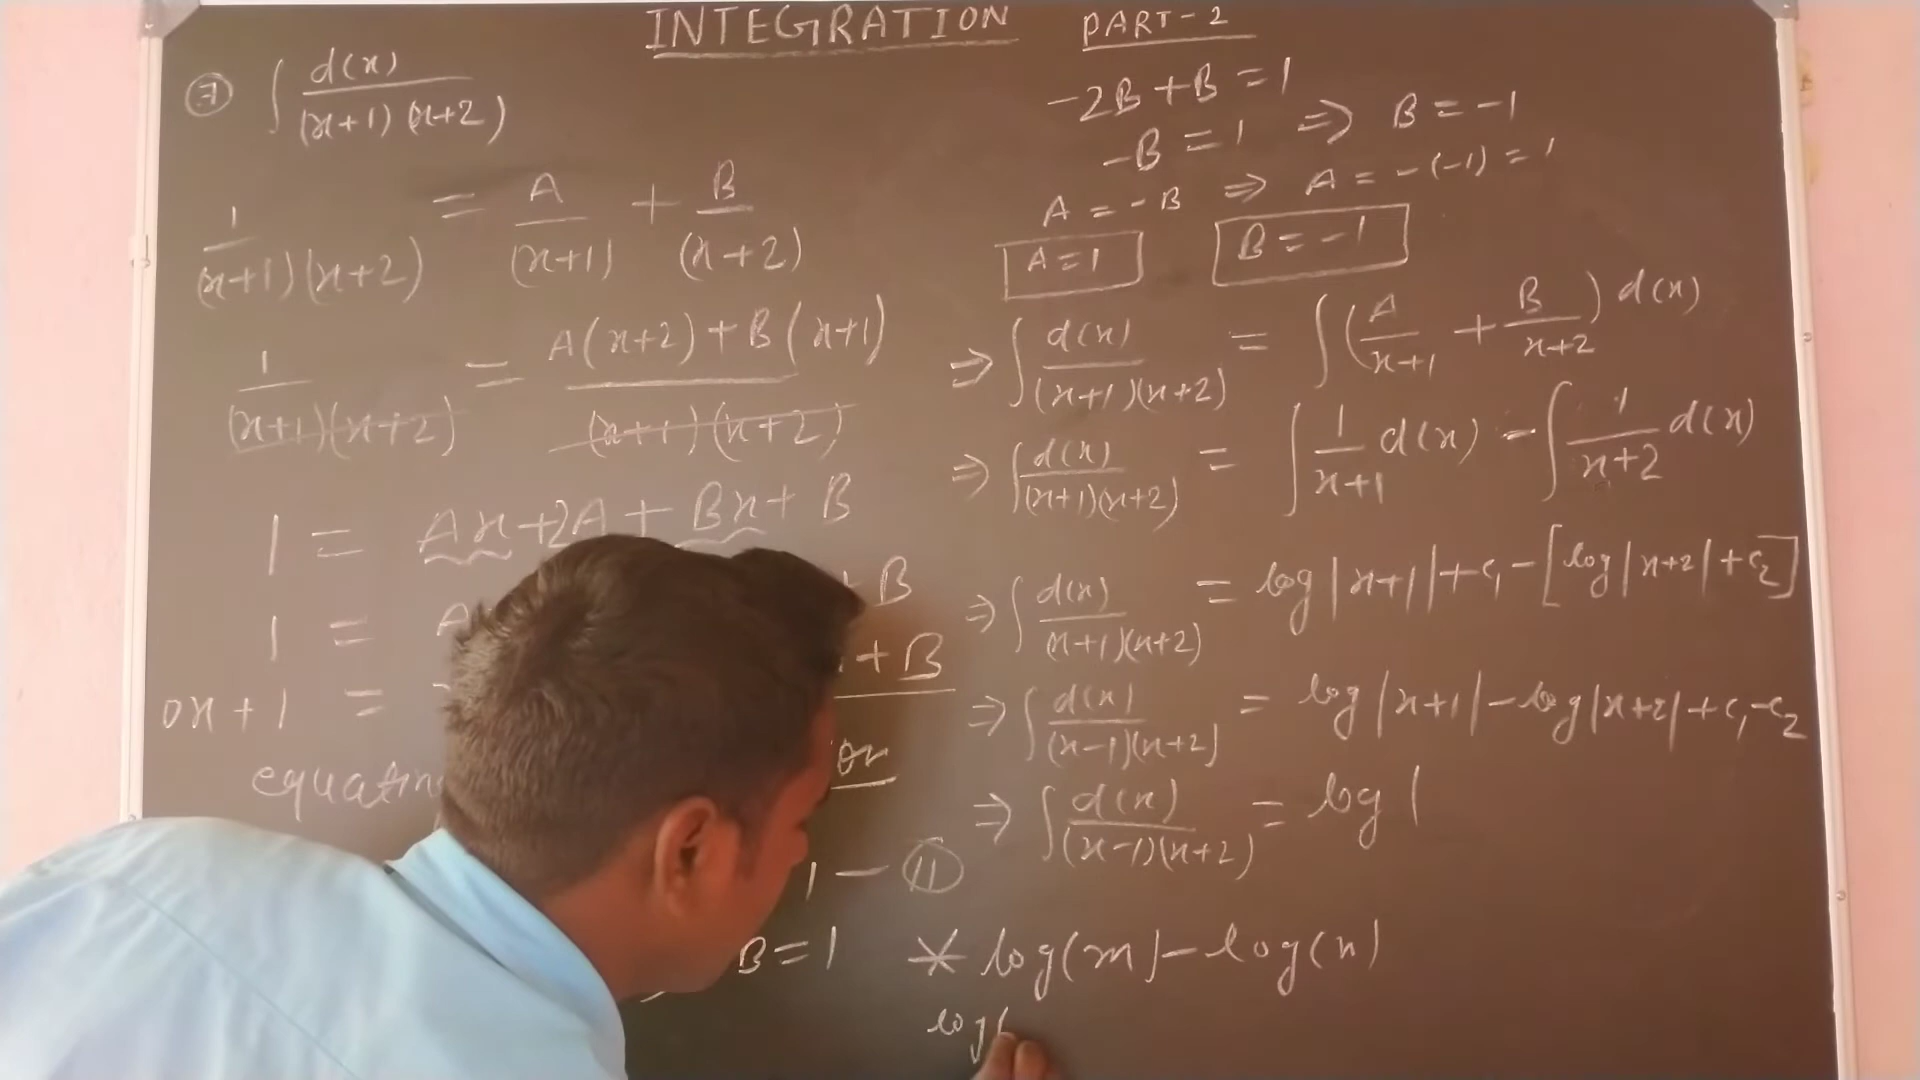 INTEGRATION PART-2
⑦ ∫ d(x) / (x+1)(x+2)
1 / (x+1)(x+2) = A / (x+1) + B / (x+2)
1 / (x+1)(x+2) = A(x+2)+B(x+1) / (x+1)(x+2)
1 = Ax+2A+Bx+B
1 = A + B
0x+1 = +B
equating
1 - ⑪
B=1
-2B+B=1
-B=1 ⇒ B=-1
A=-B ⇒ A=-(-1)=1
A=1 B=-1
⇒ ∫ d(x) / (x+1)(x+2) = ∫ (A / x+1 + B / x+2) d(x)
⇒ ∫ d(x) / (x+1)(x+2) = ∫ 1 / x+1 d(x) - ∫ 1 / x+2 d(x)
⇒ ∫ d(x) / (x+1)(x+2) = log|x+1|+c₁-[log|x+2|+c₂]
⇒ ∫ d(x) / (x-1)(x+2) = log|x+1|-log|x+2|+c₁-c₂
⇒ ∫ d(x) / (x-1)(x+2) = log |
* log(m)-log(n)
log(